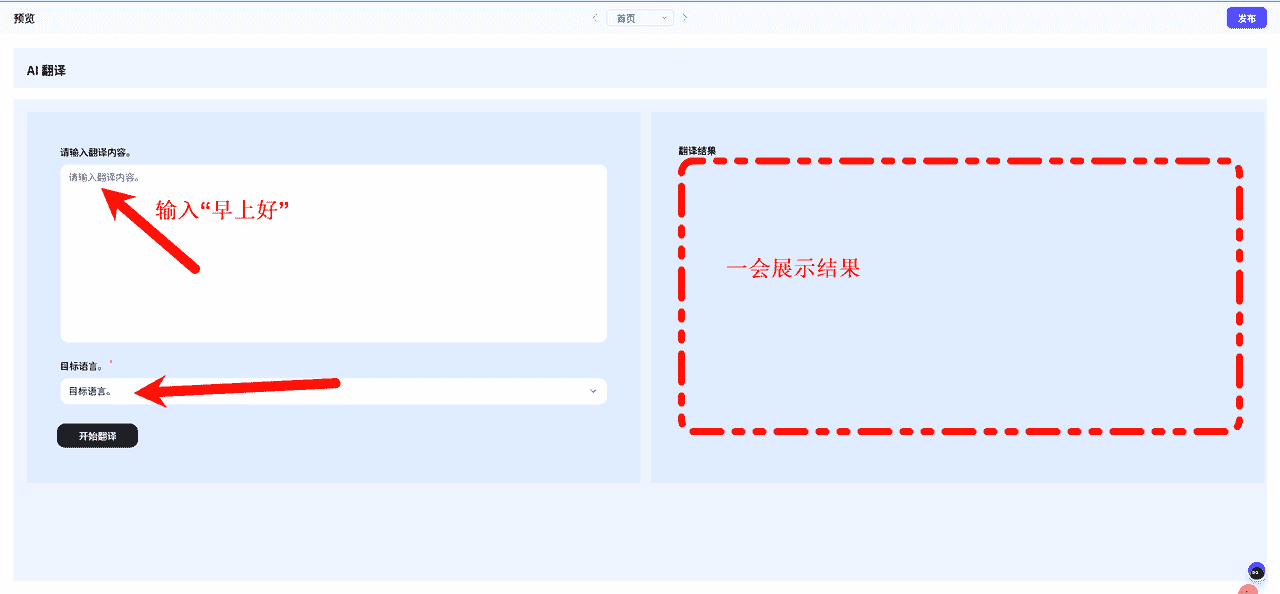 预览
首页
发布
AI 翻译
请输入翻译内容。
请输入翻译内容。
输入“早上好”
目标语言。 *
目标语言。
开始翻译
翻译结果
一会展示结果